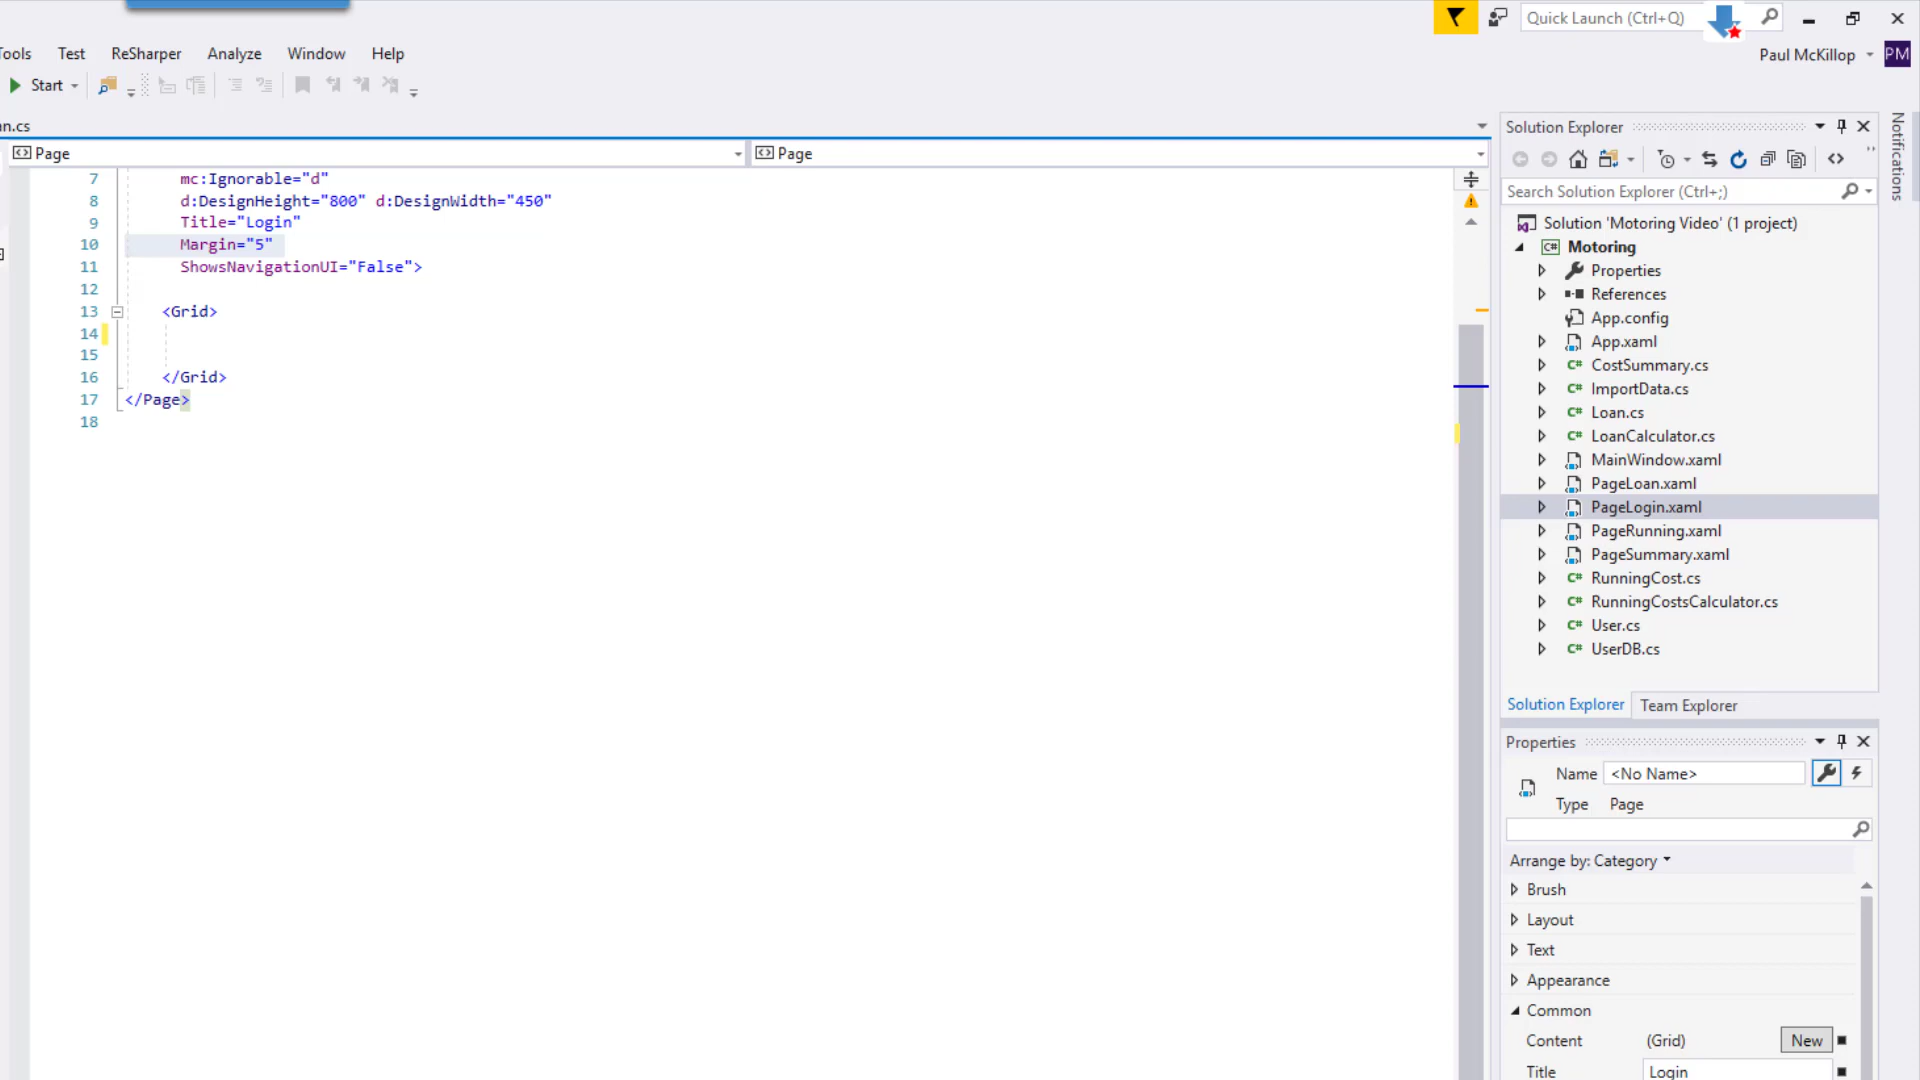 Quick Launch (Ctrl+Q)
Tools Test ReSharper Analyze Window Help
Paul McKillop PM
Start
n.cs
Page Page
7 mc:Ignorable="d"
8 d:DesignHeight="800" d:DesignWidth="450"
9 Title="Login"
10 Margin="5"
11 ShowsNavigationUI="False">
12
13 <Grid>
14
15
16 </Grid>
17 </Page>
18
Solution Explorer
Search Solution Explorer (Ctrl+;)
Solution 'Motoring Video' (1 project)
C# Motoring
Properties
References
App.config
App.xaml
C# CostSummary.cs
C# ImportData.cs
C# Loan.cs
C# LoanCalculator.cs
MainWindow.xaml
PageLoan.xaml
PageLogin.xaml
PageRunning.xaml
PageSummary.xaml
C# RunningCost.cs
C# RunningCostsCalculator.cs
C# User.cs
C# UserDB.cs
Solution Explorer Team Explorer
Properties
Name <No Name>
Type Page
Arrange by: Category
Brush
Layout
Text
Appearance
Common
Content (Grid) New
Title Login
Notifications